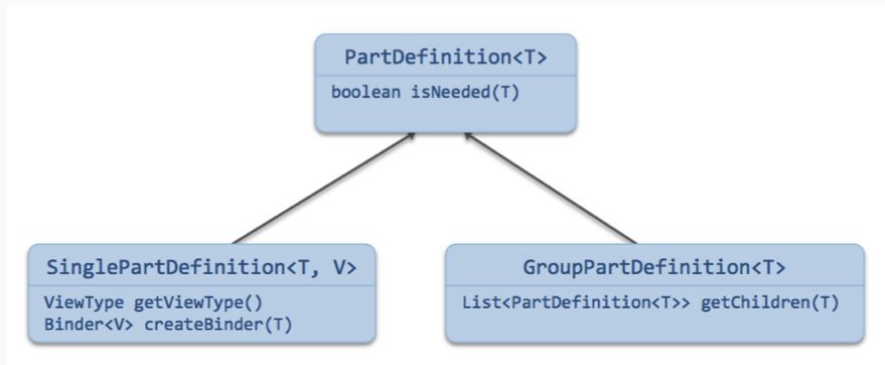 PartDefinition<T>
boolean isNeeded(T)
SinglePartDefinition<T, V>
ViewType getViewType()
Binder<V> createBinder(T)
GroupPartDefinition<T>
List<PartDefinition<T>> getChildren(T)